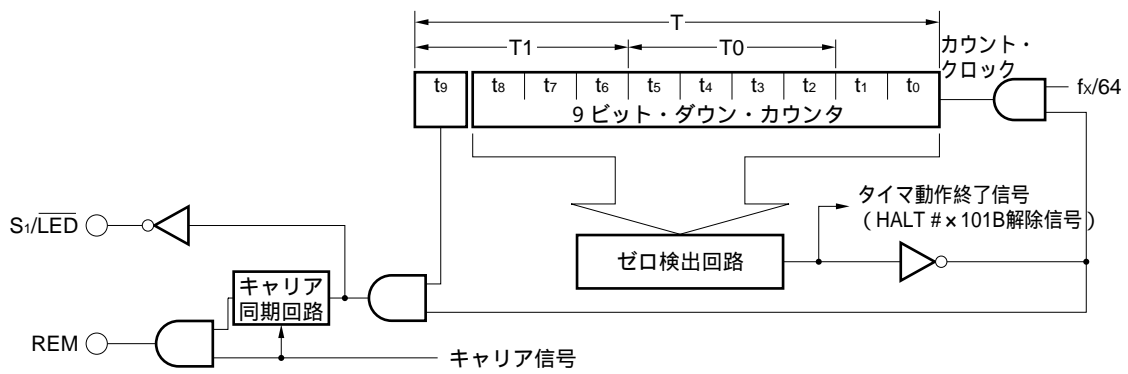 T
T1 T0
カウント・
クロック
t9 t8 t7 t6 t5 t4 t3 t2 t1 t0
fX/64
9 ビット・ダウン・カウンタ
S1/LED
タイマ動作終了信号
(HALT #×101B解除信号)
ゼロ検出回路
キャリア
同期回路
REM
キャリア信号